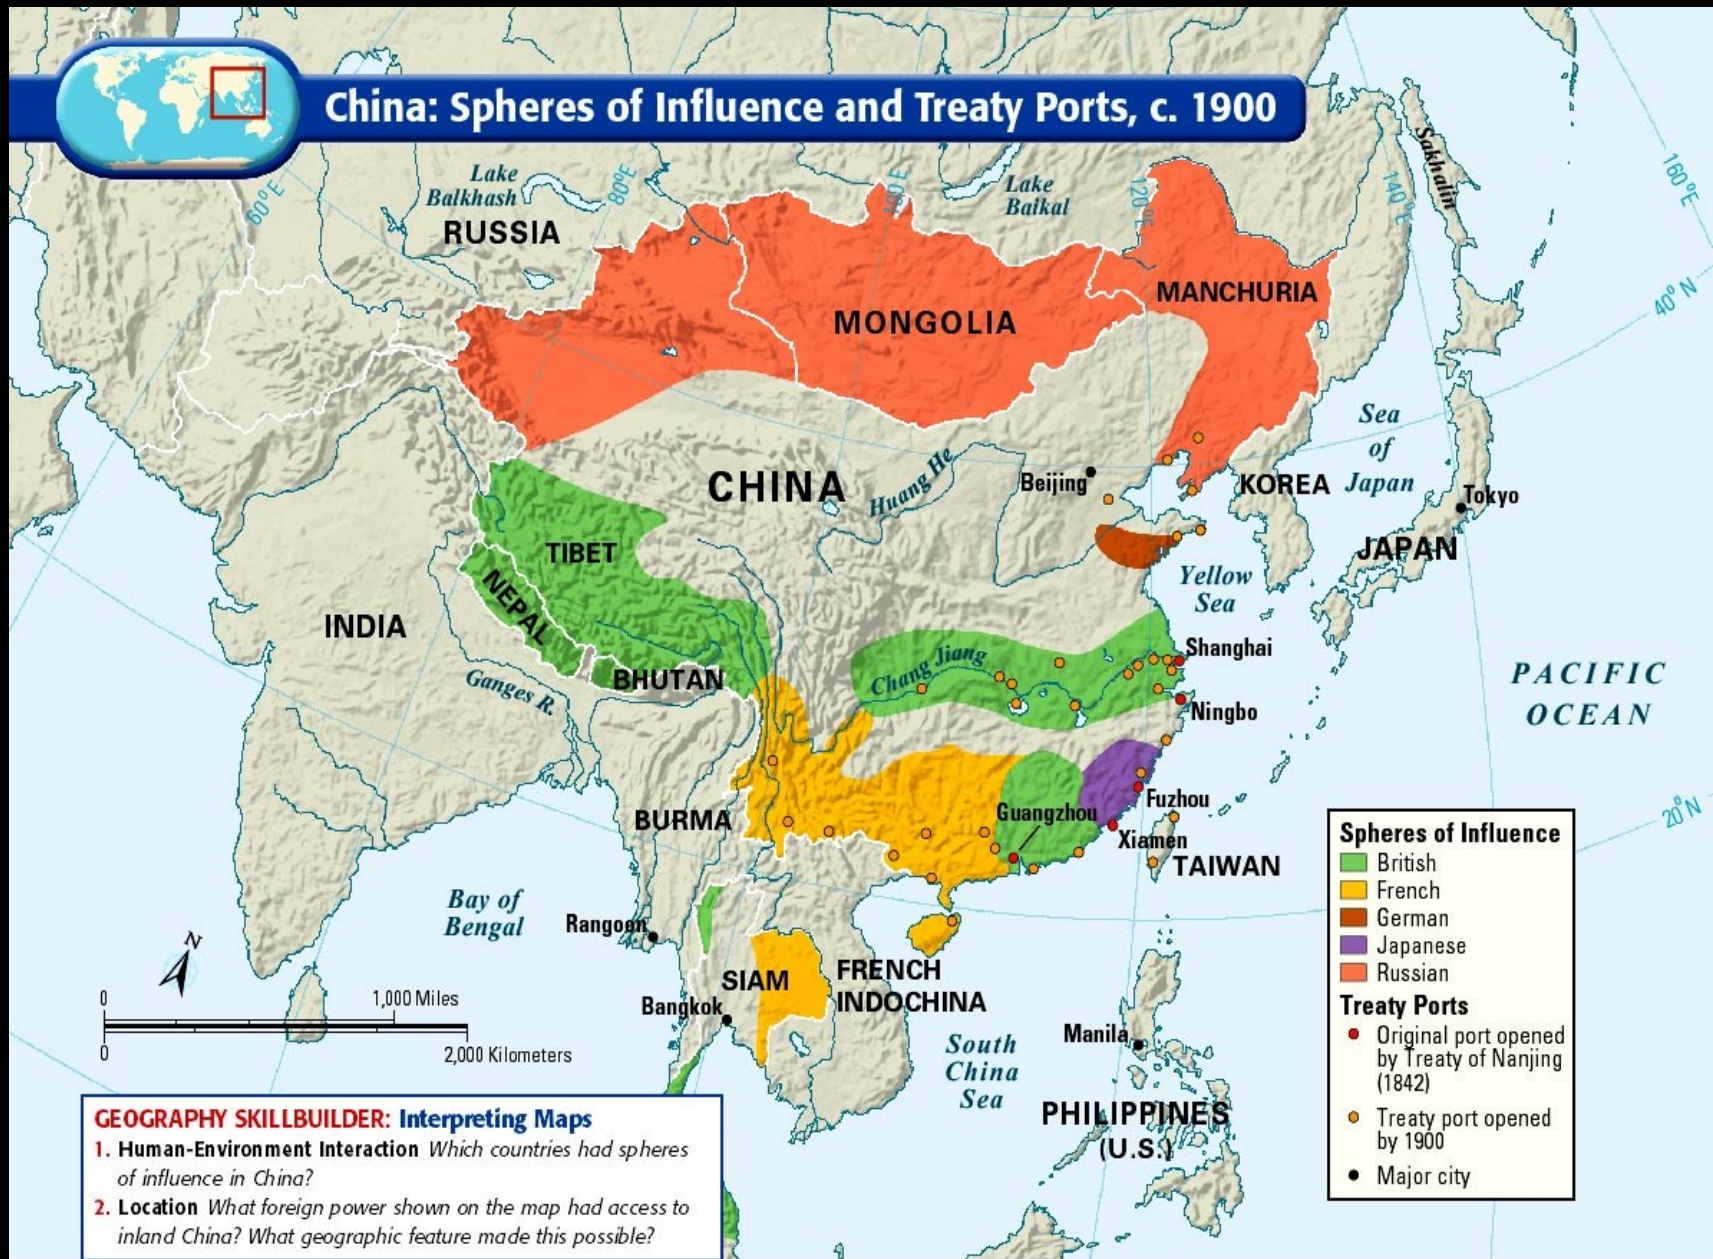 China: Spheres of Influence and Treaty Ports, c. 1900
Lake
Balkhash
RUSSIA
60°E
80°E
100°E
Lake
Baikal
120°E
140°E
160°E
Sakhalin
40° N
MONGOLIA
MANCHURIA
Sea
of
Japan
CHINA
Huang He
Beijing
KOREA
Tokyo
JAPAN
TIBET
NEPAL
Yellow
Sea
INDIA
BHUTAN
Ganges R.
Chang Jiang
Shanghai
Ningbo
PACIFIC
OCEAN
BURMA
Guangzhou
Fuzhou
Xiamen
TAIWAN
20°N
Bay of
Bengal
Rangoon
SIAM
FRENCH
INDOCHINA
Bangkok
South
China
Sea
Manila
PHILIPPINES
(U.S.)
N
0
1,000 Miles
0
2,000 Kilometers
Spheres of Influence
British
French
German
Japanese
Russian
Treaty Ports
Original port opened
by Treaty of Nanjing
(1842)
Treaty port opened
by 1900
Major city
GEOGRAPHY SKILLBUILDER: Interpreting Maps
1. Human-Environment Interaction Which countries had spheres
of influence in China?
2. Location What foreign power shown on the map had access to
inland China? What geographic feature made this possible?